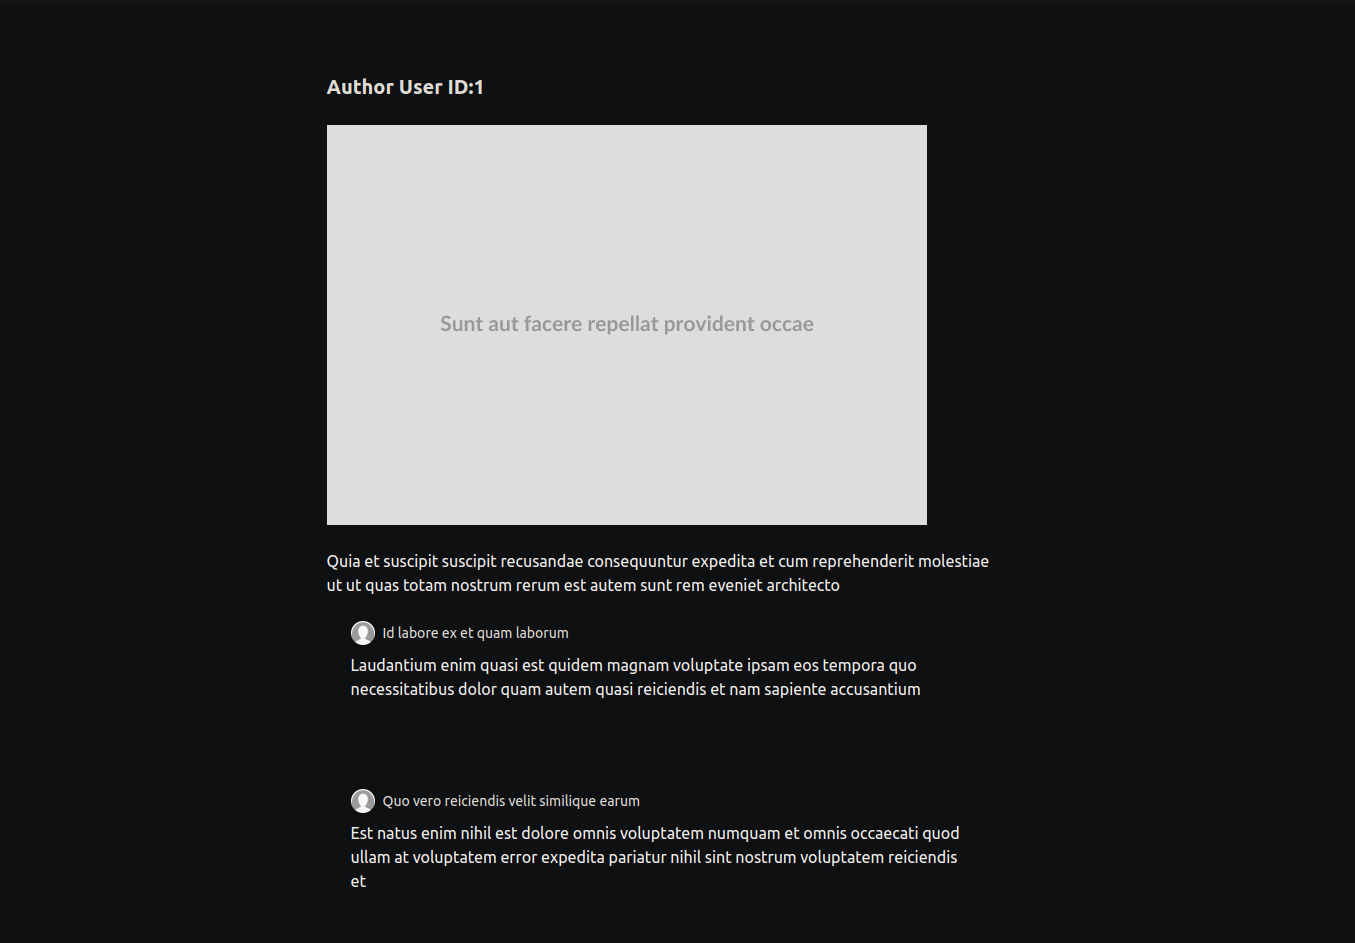 Author User ID:1
Sunt aut facere repellat provident occae
Quia et suscipit suscipit recusandae consequuntur expedita et cum reprehenderit molestiae
ut ut quas totam nostrum rerum est autem sunt rem eveniet architecto
Id labore ex et quam laborum
Laudantium enim quasi est quidem magnam voluptate ipsam eos tempora quo
necessitatibus dolor quam autem quasi reiciendis et nam sapiente accusantium
Quo vero reiciendis velit similique earum
Est natus enim nihil est dolore omnis voluptatem numquam et omnis occaecati quod
ullam at voluptatem error expedita pariatur nihil sint nostrum voluptatem reiciendis
et